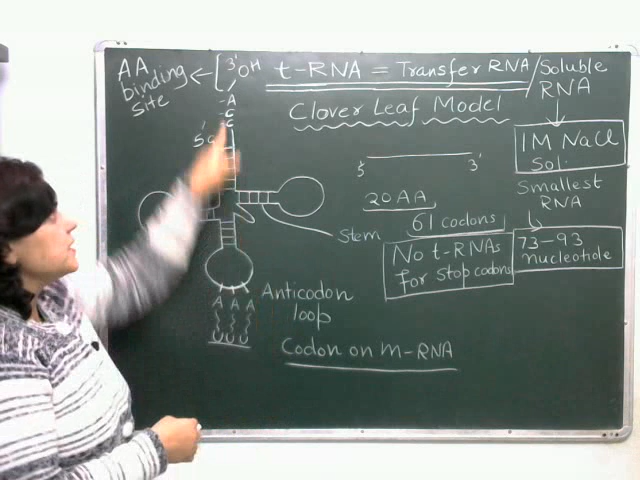 AA
binding
site
3'OH
t-RNA = Transfer RNA/Soluble
RNA
Clover Leaf Model
-A
-C
-C
5'G
1M NaCl
Sol.
5'
3'
20 AA
61 codons
Smallest
RNA
Stem
No t-RNAs
for stop codons
73-93
nucleotide
A A A
Anticodon
loop
U U U
Codon on m-RNA